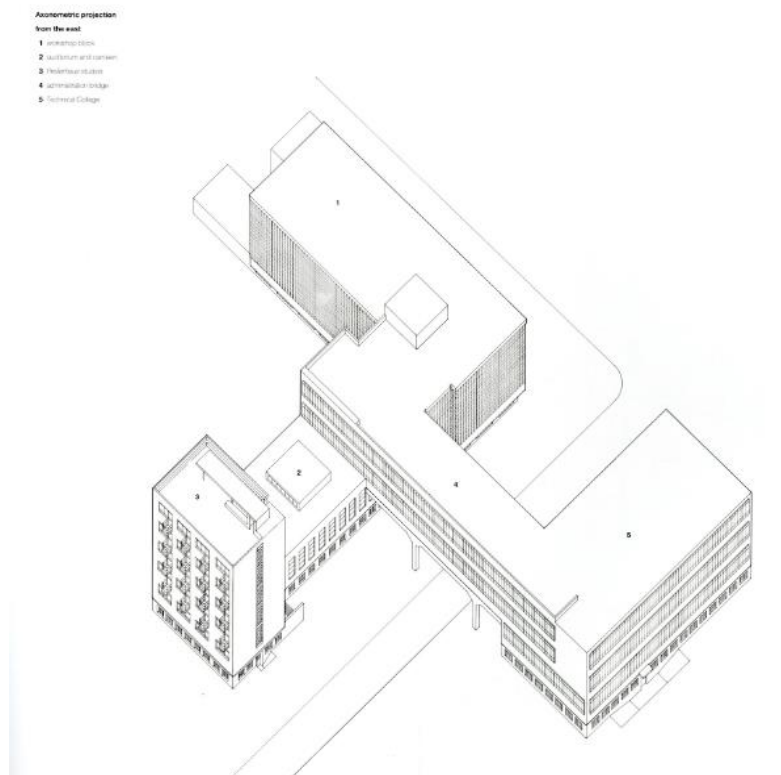 Axonometric projection
from the east
1 workshop block
2 auditorium and canteen
3 Prellerhaus studios
4 administration bridge
5 Technical College
1
2
3
4
5